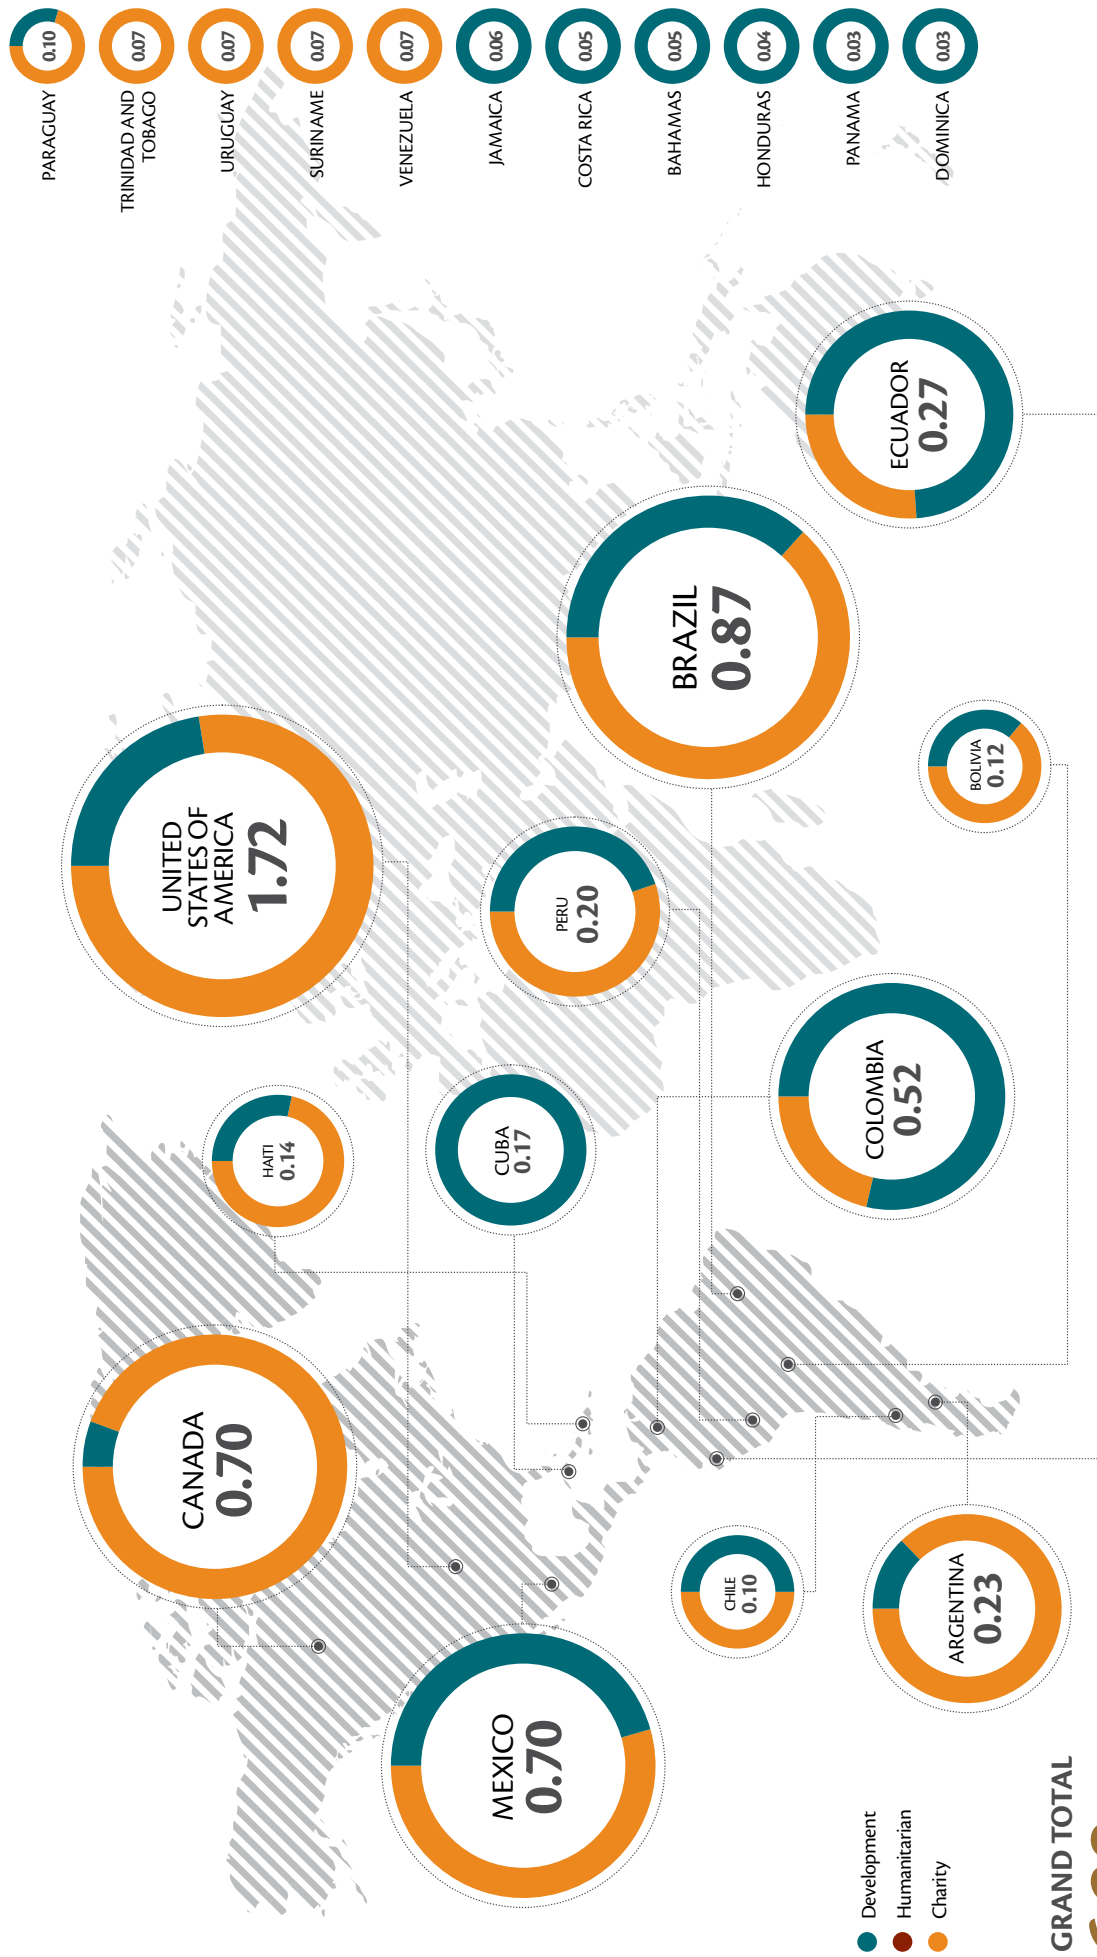 CANADA
0.70
HAITI
0.14
UNITED
STATES OF
AMERICA
1.72
MEXICO
0.70
CUBA
0.17
PERU
0.20
BRAZIL
0.87
CHILE
0.10
COLOMBIA
0.52
ECUADOR
0.27
ARGENTINA
0.23
BOLIVIA
0.12
PARAGUAY 0.10
TRINIDAD AND
TOBAGO 0.07
URUGUAY 0.07
SURINAME 0.07
VENEZUELA 0.07
JAMAICA 0.06
COSTA RICA 0.05
BAHAMAS 0.05
HONDURAS 0.04
PANAMA 0.03
DOMINICA 0.03
Development
Humanitarian
Charity
GRAND TOTAL